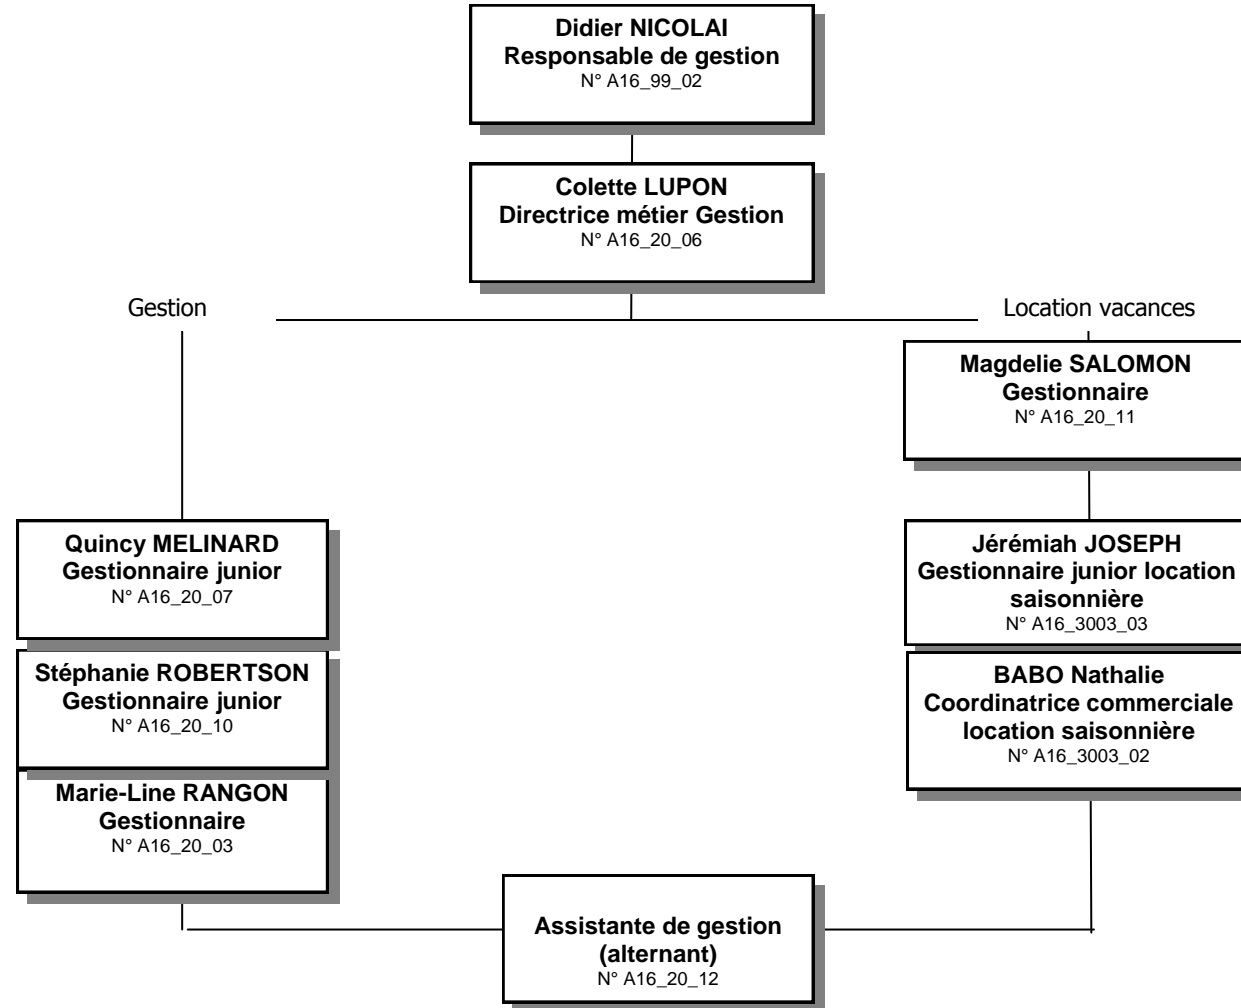 Didier NICOLAI
Responsable de gestion
N° A16_99_02
Colette LUPON
Directrice métier Gestion
N° A16_20_06
Gestion
Location vacances
Magdelie SALOMON
Gestionnaire
N° A16_20_11
Quincy MELINARD
Gestionnaire junior
N° A16_20_07
Stéphanie ROBERTSON
Gestionnaire junior
N° A16_20_10
Marie-Line RANGON
Gestionnaire
N° A16_20_03
Jérémiah JOSEPH
Gestionnaire junior location
saisonnière
N° A16_3003_03
BABO Nathalie
Coordinatrice commerciale
location saisonnière
N° A16_3003_02
Assistante de gestion
(alternant)
N° A16_20_12